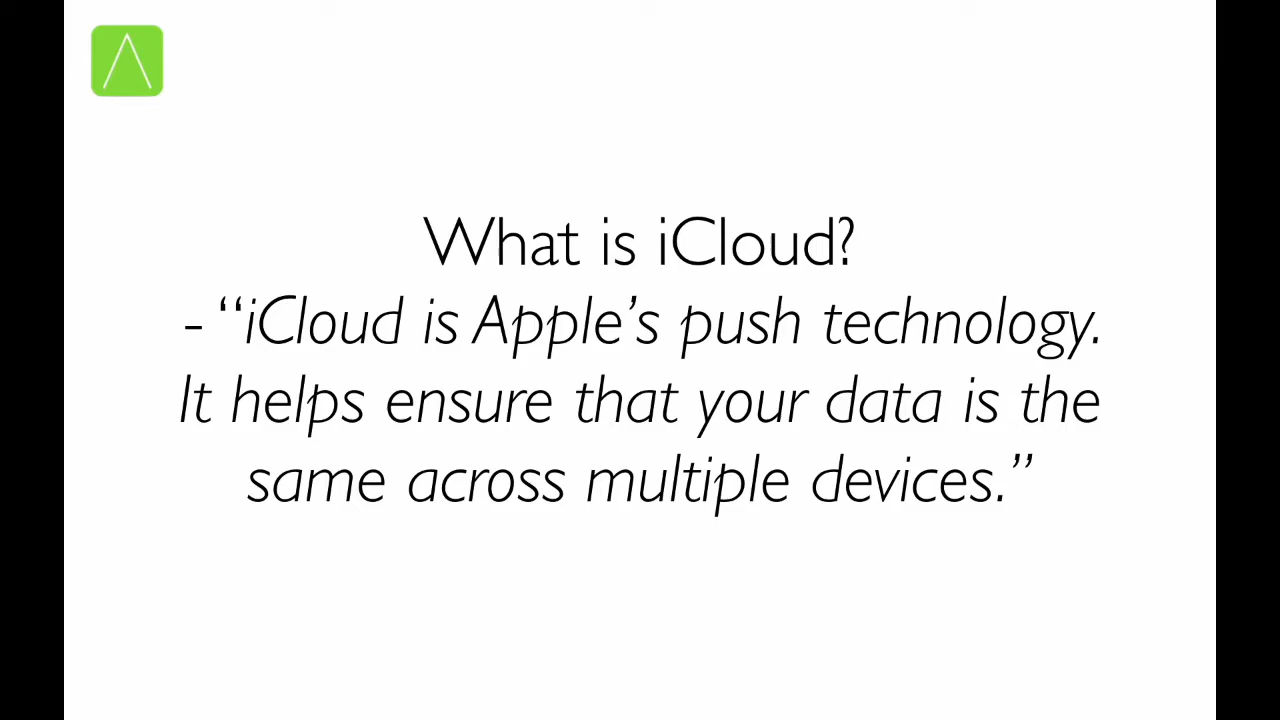 What is iCloud?
- “iCloud is Apple’s push technology.
It helps ensure that your data is the
same across multiple devices.”